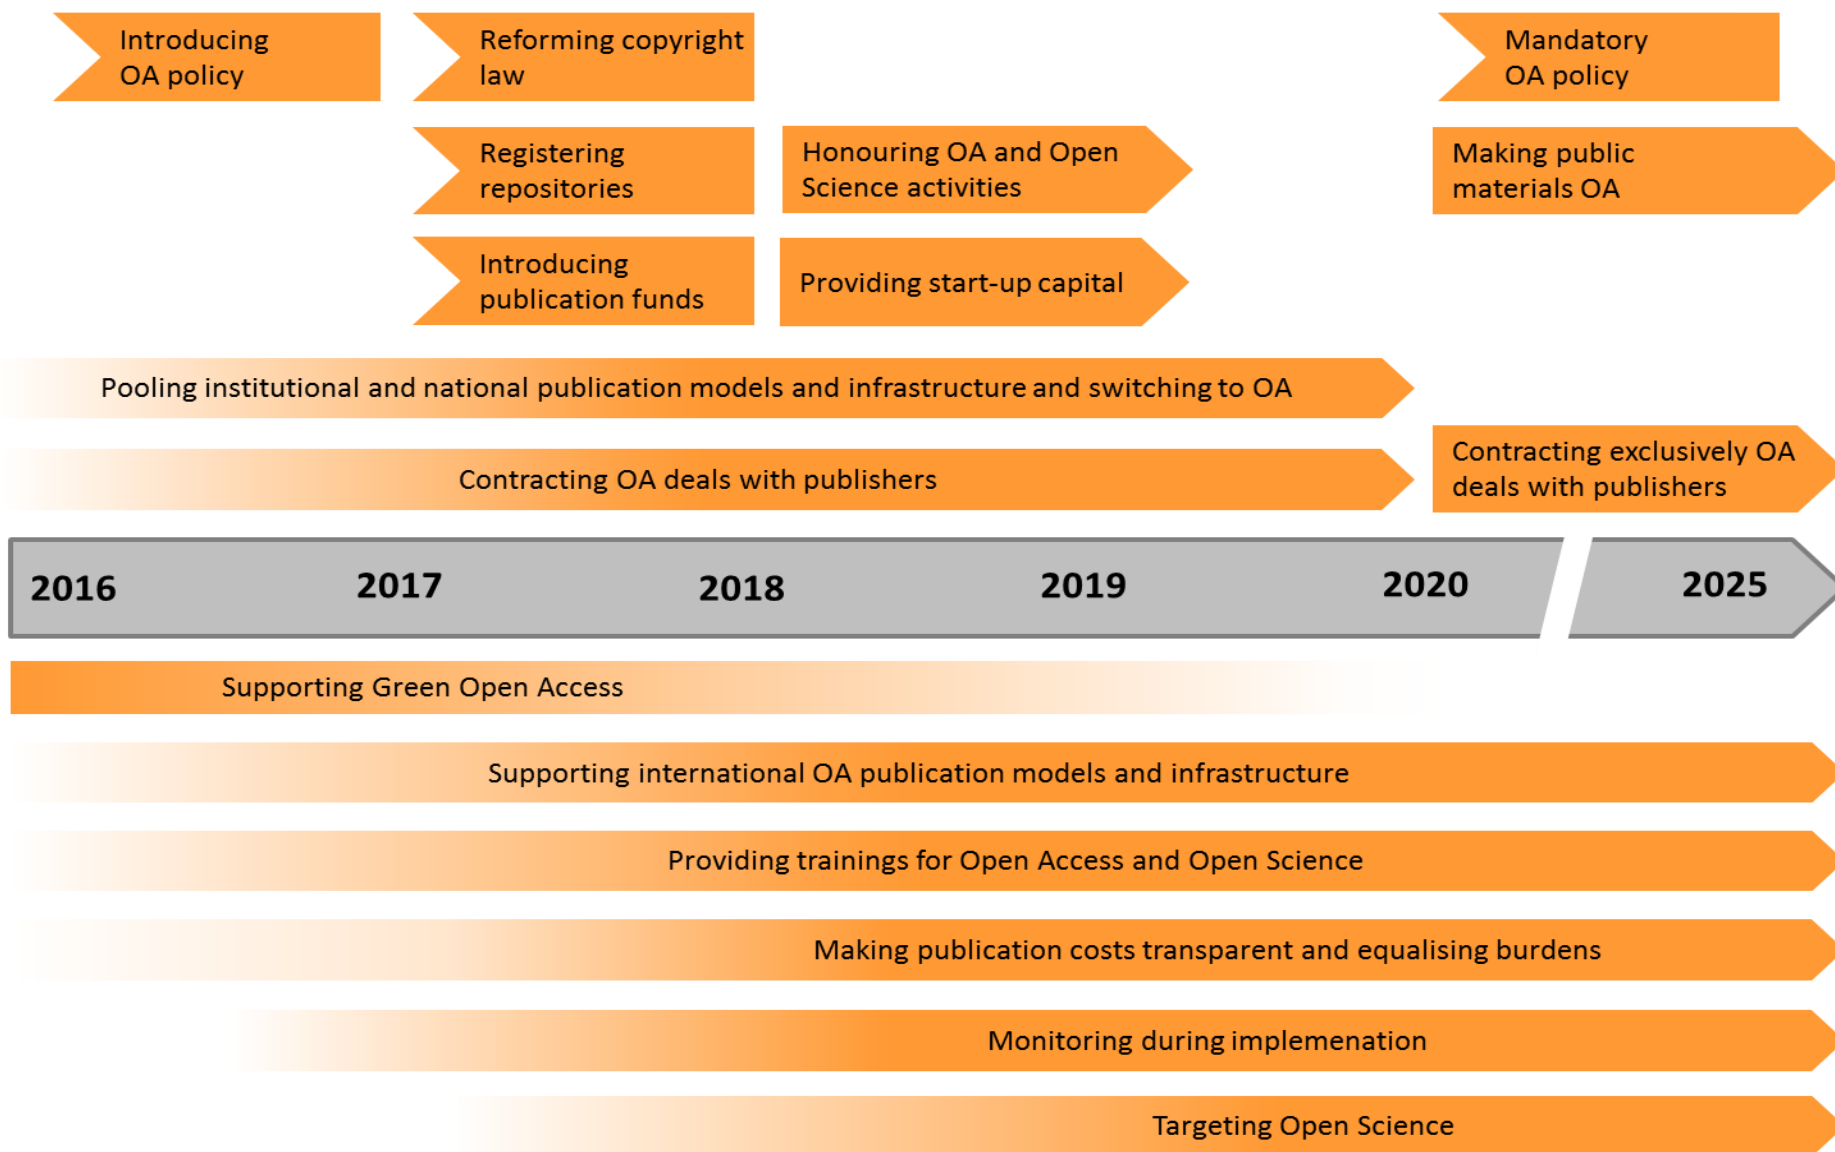 Introducing
OA policy
Reforming copyright
law
Mandatory
OA policy
Registering
repositories
Honouring OA and Open
Science activities
Making public
materials OA
Introducing
publication funds
Providing start-up capital
Pooling institutional and national publication models and infrastructure and switching to OA
Contracting OA deals with publishers
Contracting exclusively OA
deals with publishers
2016
2017
2018
2019
2020
2025
Supporting Green Open Access
Supporting international OA publication models and infrastructure
Providing trainings for Open Access and Open Science
Making publication costs transparent and equalising burdens
Monitoring during implemenation
Targeting Open Science